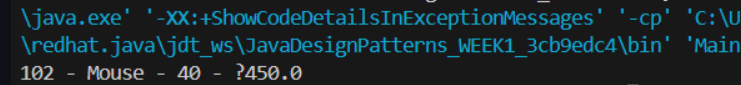 \java.exe' '-XX:+ShowCodeDetailsInExceptionMessages' '-cp' 'C:\U
\redhat.java\jdt_ws\JavaDesignPatterns_WEEK1_3cb9edc4\bin' 'Main
102 - Mouse - 40 - ?450.0